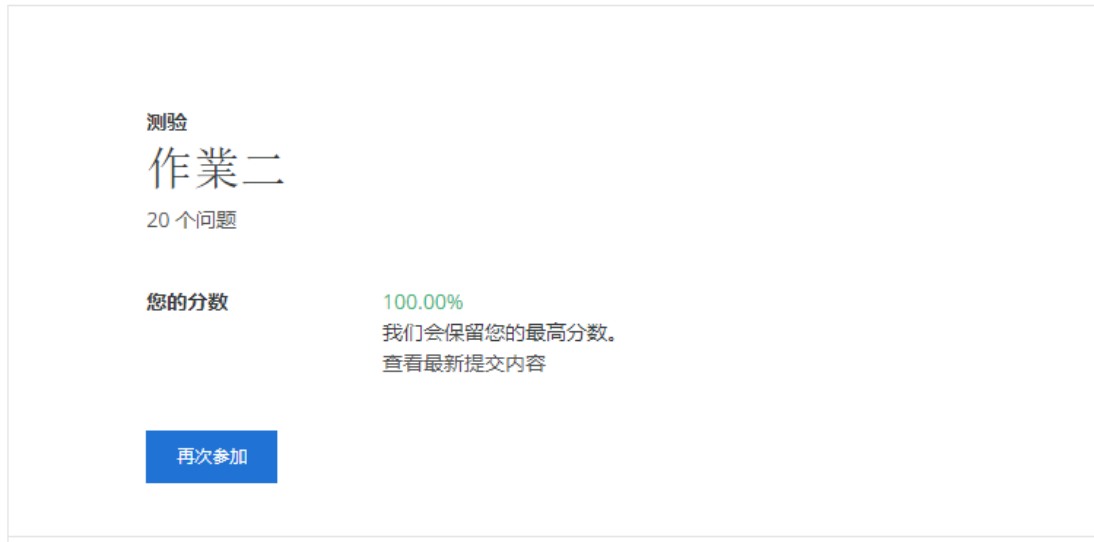 测验
作業二
20 个问题
您的分数
100.00%
我们会保留您的最高分数。
查看最新提交内容
再次参加